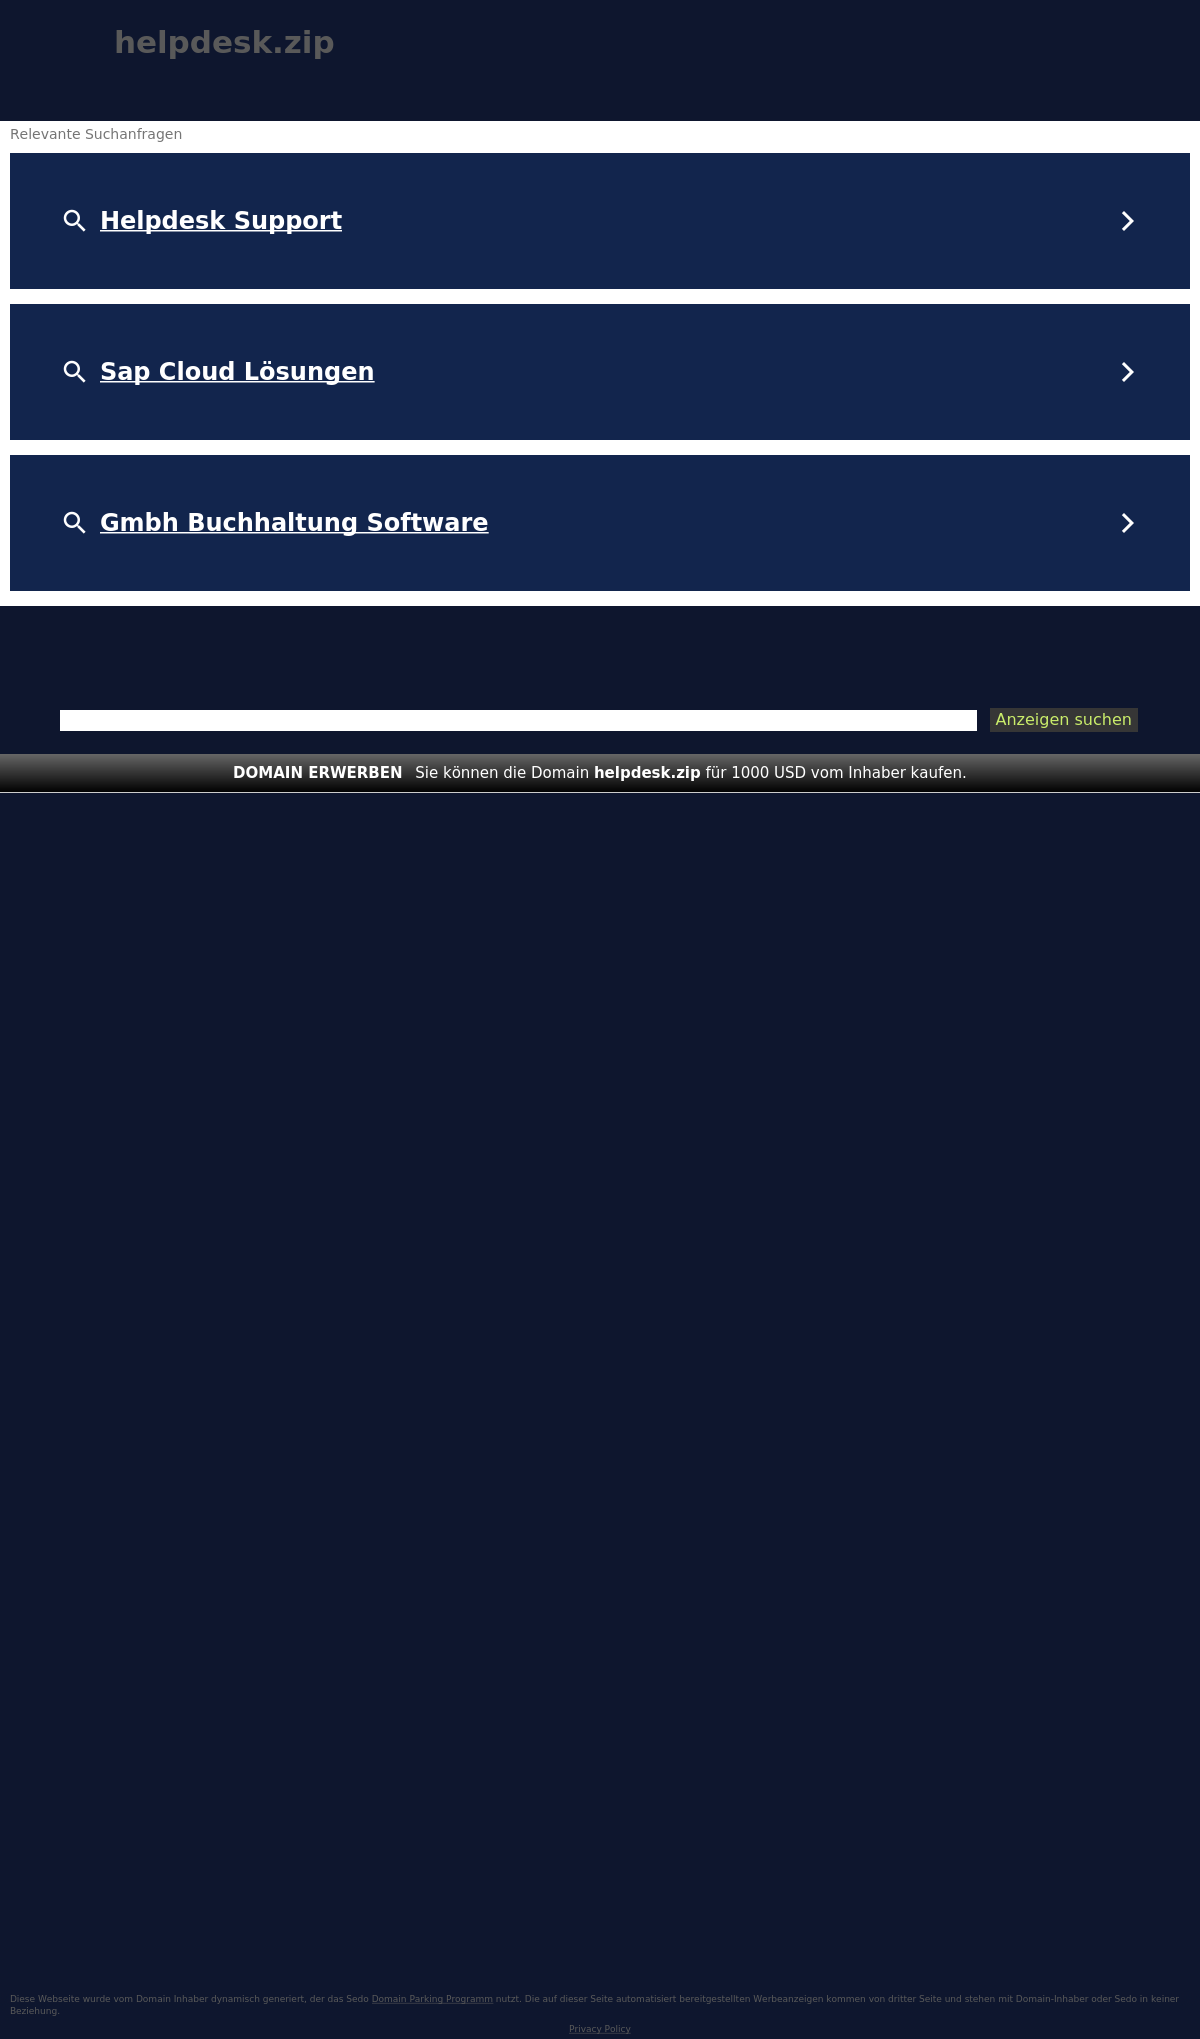 helpdesk.zip
Relevante Suchanfragen
Helpdesk Support
Sap Cloud Lösungen
Gmbh Buchhaltung Software
Anzeigen suchen
DOMAIN ERWERBEN Sie können die Domain helpdesk.zip für 1000 USD vom Inhaber kaufen.
Diese Webseite wurde vom Domain Inhaber dynamisch generiert, der das Sedo Domain Parking Programm nutzt. Die auf dieser Seite automatisiert bereitgestellten Werbeanzeigen kommen von dritter Seite und stehen mit Domain-Inhaber oder Sedo in keiner
Beziehung.
Privacy Policy